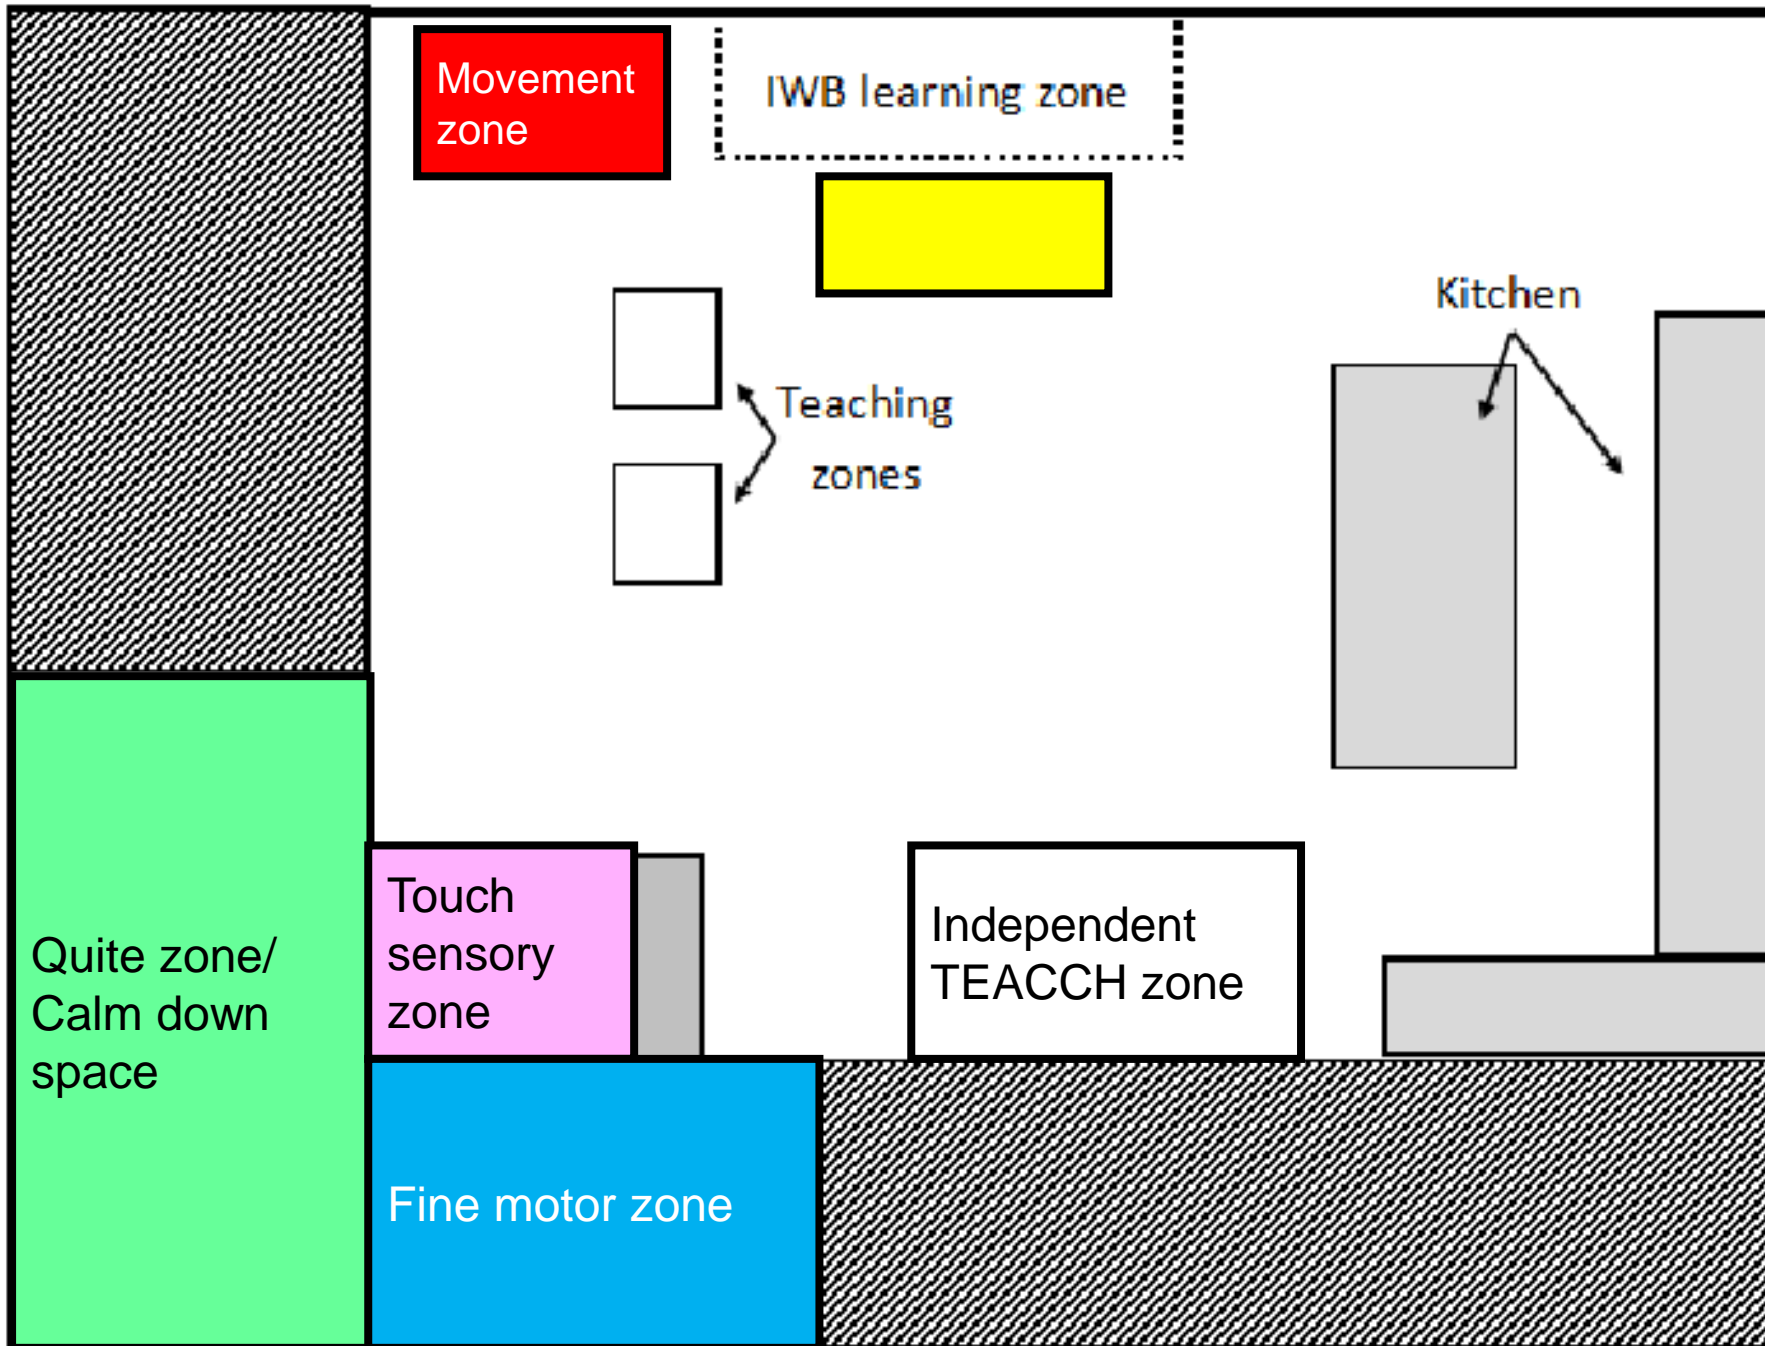 Movement
zone
IWB learning zone
Kitchen
Teaching
zones
Touch
sensory
zone
Independent
TEACCH zone
Quite zone/
Calm down
space
Fine motor zone